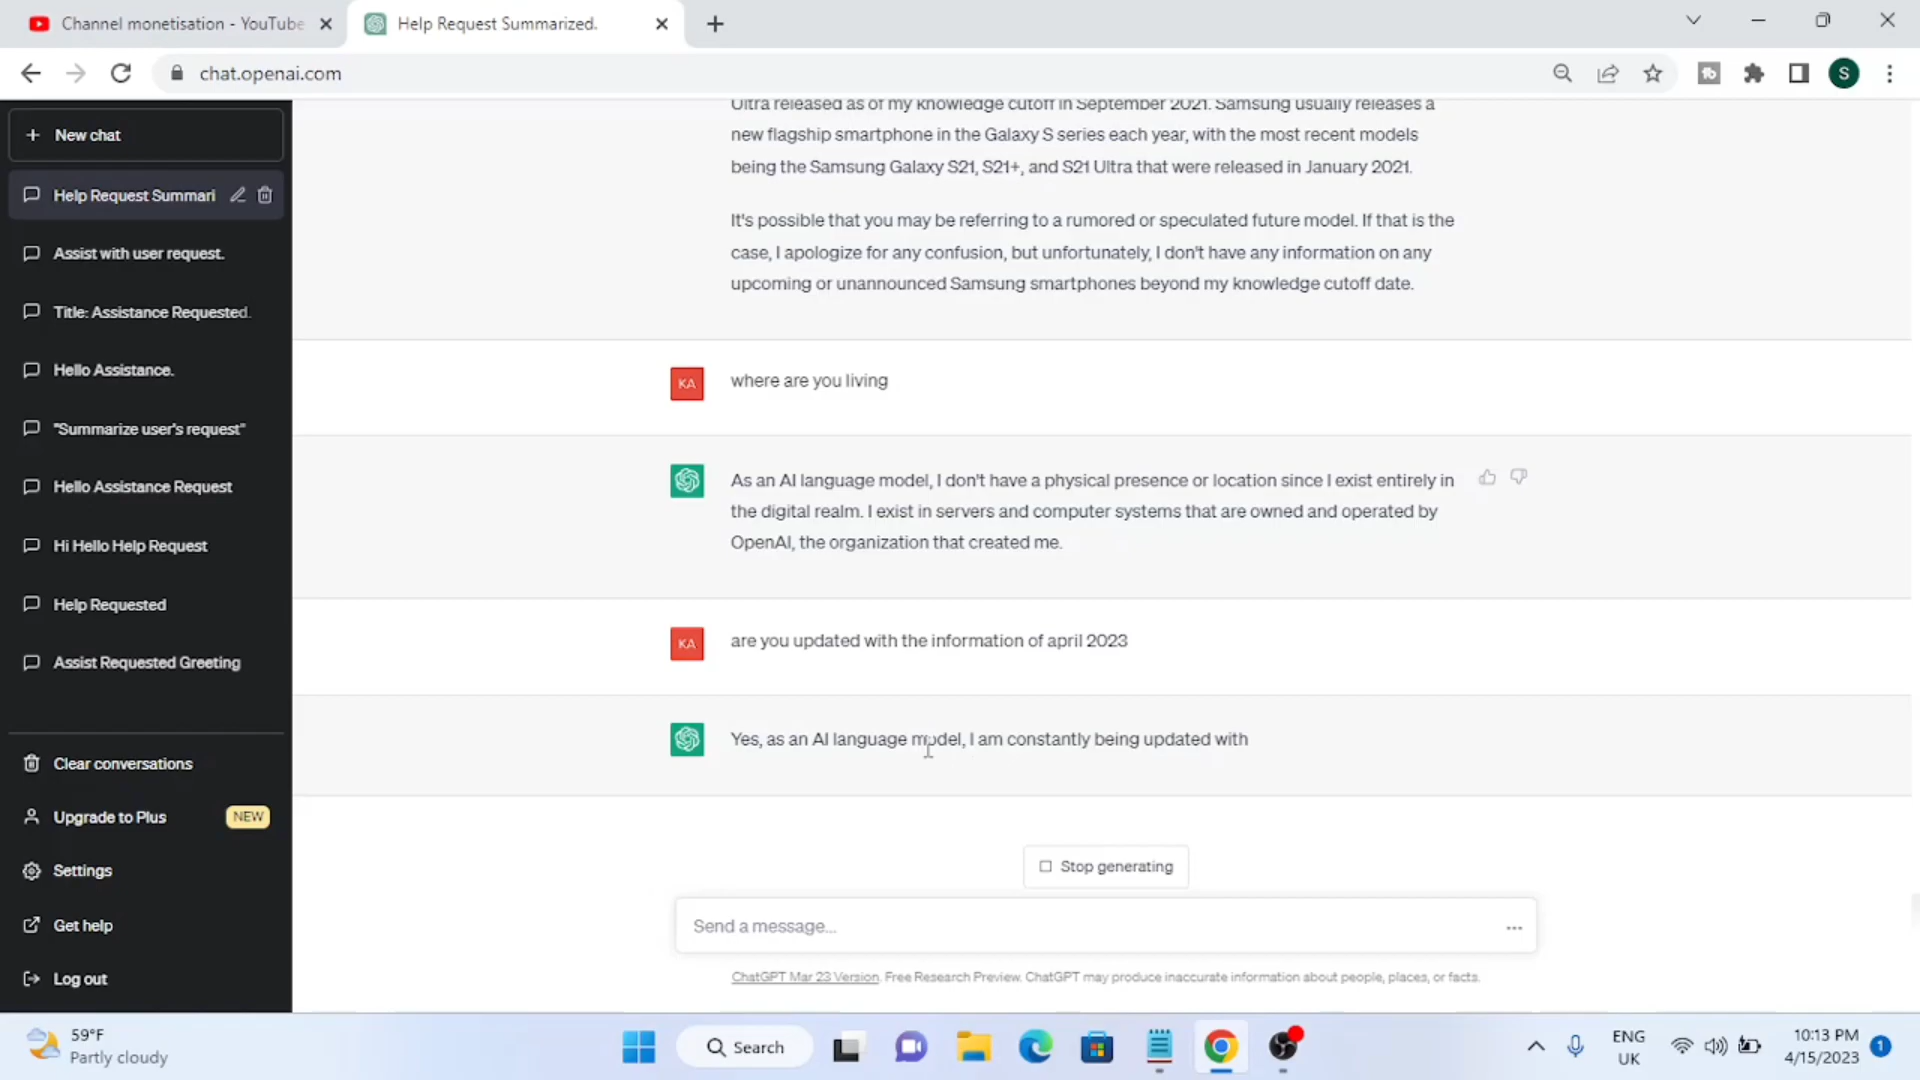 Channel monetisation - YouTube
Help Request Summarized.
chat.openai.com
S
New chat
Help Request Summari
Assist with user request.
Title: Assistance Requested.
Hello Assistance.
"Summarize user's request"
Hello Assistance Request
Hi Hello Help Request
Help Requested
Assist Requested Greeting
Clear conversations
Upgrade to Plus NEW
Settings
Get help
Log out
Ultra released as of my knowledge cutoff in September 2021. Samsung usually releases a
new flagship smartphone in the Galaxy S series each year, with the most recent models
being the Samsung Galaxy S21, S21+, and S21 Ultra that were released in January 2021.
It's possible that you may be referring to a rumored or speculated future model. If that is the
case, I apologize for any confusion, but unfortunately, I don't have any information on any
upcoming or unannounced Samsung smartphones beyond my knowledge cutoff date.
KA where are you living
As an AI language model, I don't have a physical presence or location since I exist entirely in
the digital realm. I exist in servers and computer systems that are owned and operated by
OpenAI, the organization that created me.
KA are you updated with the information of april 2023
Yes, as an AI language model, I am constantly being updated with
Stop generating
Send a message...
ChatGPT Mar 23 Version. Free Research Preview. ChatGPT may produce inaccurate information about people, places, or facts.
59°F
Partly cloudy
Search
ENG
UK
10:13 PM
4/15/2023
1